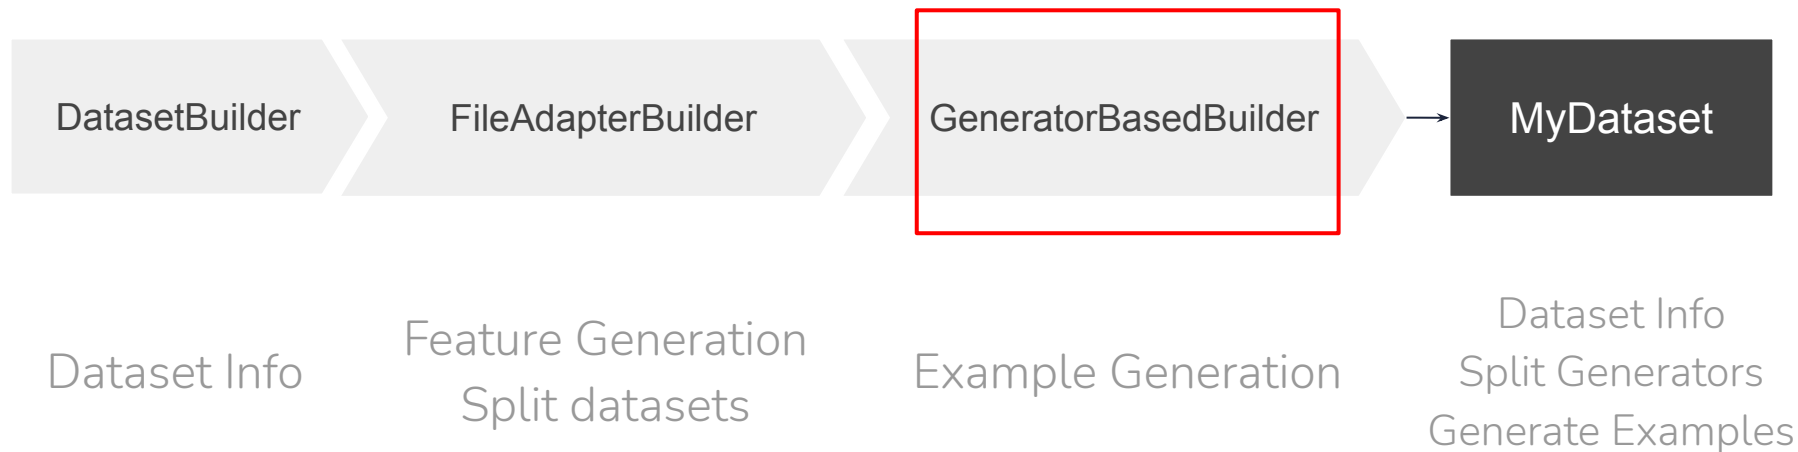 DatasetBuilder
FileAdapterBuilder
GeneratorBasedBuilder
MyDataset
Dataset Info
Feature Generation
Split datasets
Example Generation
Dataset Info
Split Generators
Generate Examples